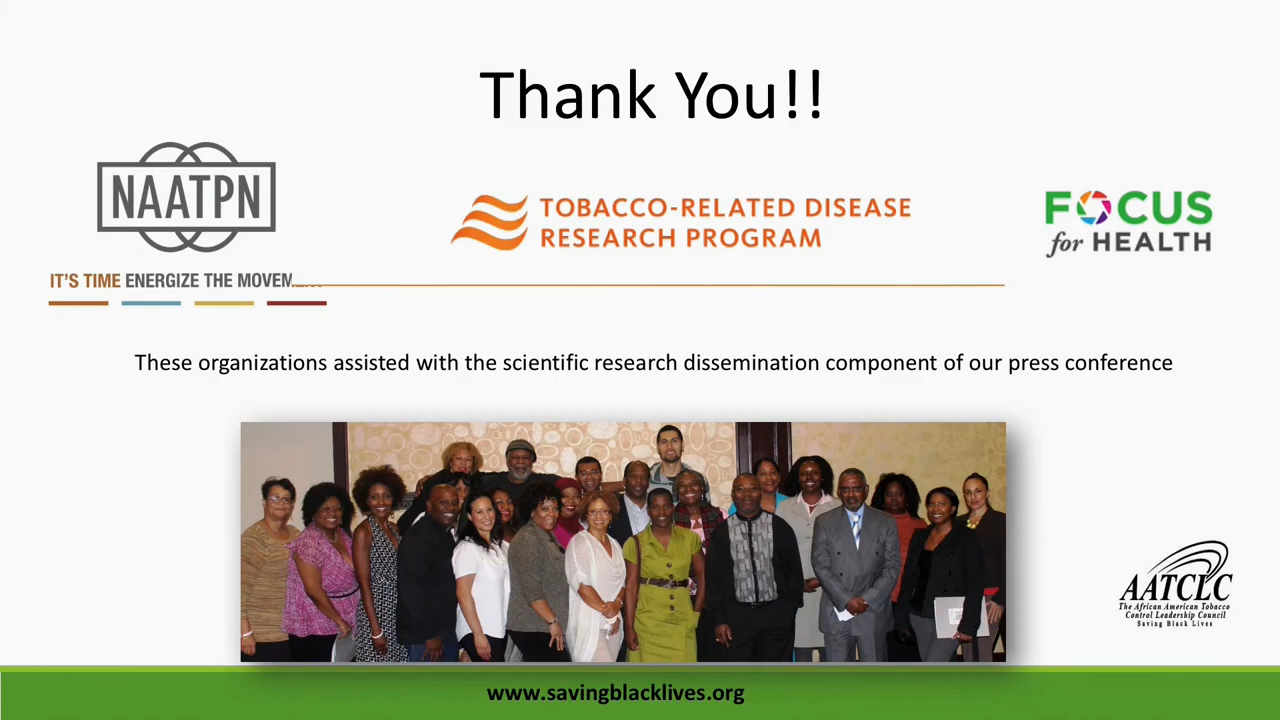 Thank You!!
NAATPN
IT'S TIME ENERGIZE THE MOVEMENT
TOBACCO-RELATED DISEASE
RESEARCH PROGRAM
FOCUS
for HEALTH
These organizations assisted with the scientific research dissemination component of our press conference
AATCLC
The African American Tobacco
Control Leadership Council
Saving Black Lives
www.savingblacklives.org